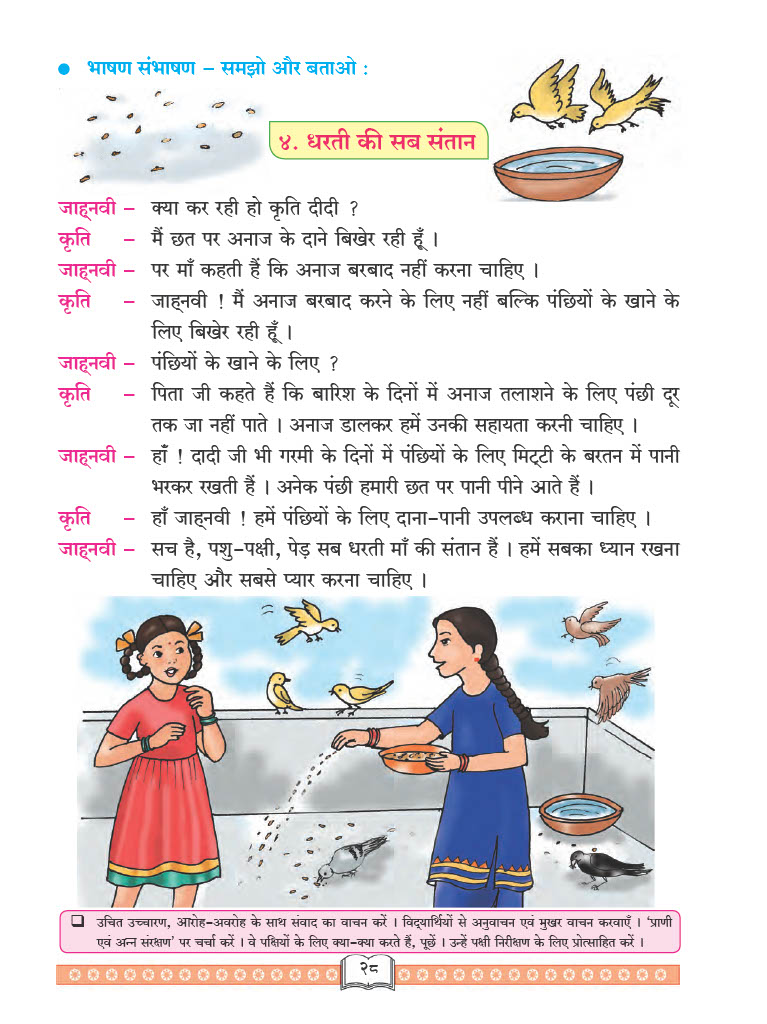 भाषण संभाषण – समझो और बताओ :
४. धरती की सब संतान
जाह्नवी – क्या कर रही हो कृति दीदी ?
कृति – मैं छत पर अनाज के दाने बिखेर रही हूँ ।
जाह्नवी – पर माँ कहती हैं कि अनाज बरबाद नहीं करना चाहिए ।
कृति – जाह्नवी ! मैं अनाज बरबाद करने के लिए नहीं बल्कि पंछियों के खाने के
लिए बिखेर रही हूँ ।
जाह्नवी – पंछियों के खाने के लिए ?
कृति – पिता जी कहते हैं कि बारिश के दिनों में अनाज तलाशने के लिए पंछी दूर
तक जा नहीं पाते । अनाज डालकर हमें उनकी सहायता करनी चाहिए ।
जाह्नवी – हाँ ! दादी जी भी गरमी के दिनों में पंछियों के लिए मिट्टी के बरतन में पानी
भरकर रखती हैं । अनेक पंछी हमारी छत पर पानी पीने आते हैं ।
कृति – हाँ जाह्नवी ! हमें पंछियों के लिए दाना-पानी उपलब्ध कराना चाहिए ।
जाह्नवी – सच है, पशु-पक्षी, पेड़ सब धरती माँ की संतान हैं । हमें सबका ध्यान रखना
चाहिए और सबसे प्यार करना चाहिए ।
उचित उच्चारण, आरोह-अवरोह के साथ संवाद का वाचन करें । विद्यार्थियों से अनुवाचन एवं मुखर वाचन करवाएँ । 'प्राणी
एवं अन्न संरक्षण' पर चर्चा करें । वे पक्षियों के लिए क्या-क्या करते हैं, पूछें । उन्हें पक्षी निरीक्षण के लिए प्रोत्साहित करें ।
२८